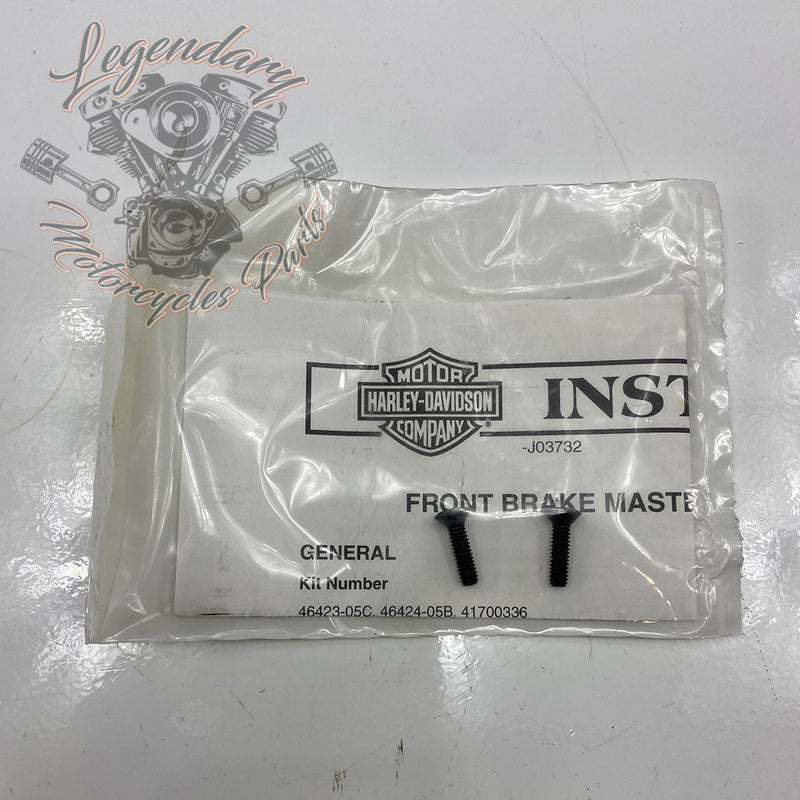 Legendary
Motorcycles Parts
MOTOR
HARLEY-DAVIDSON
COMPANY
®
INST
-J03732
FRONT BRAKE MASTE
GENERAL
Kit Number
46423-05C, 46424-05B, 41700336